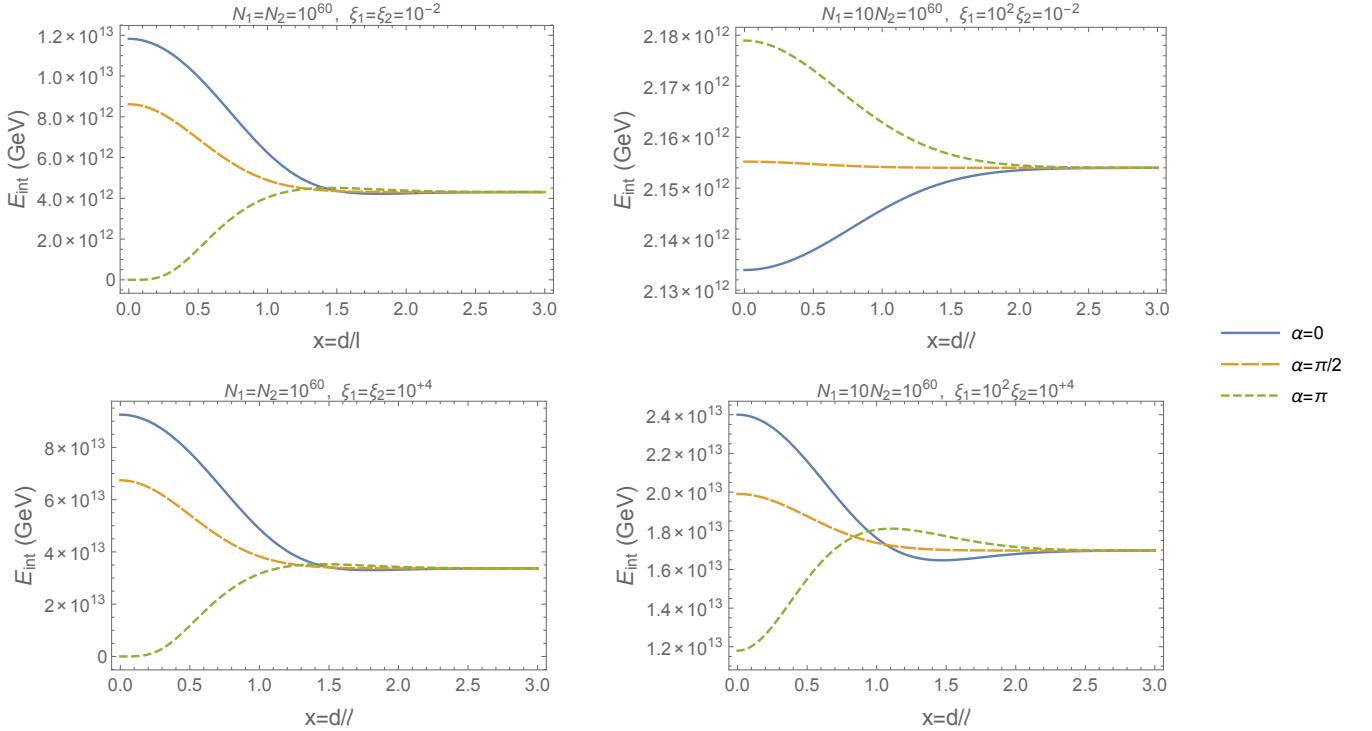 N₁=N₂=10⁶⁰, ξ₁=ξ₂=10⁻²
E_int (GeV)
1.2×10¹³
1.0×10¹³
8.0×10¹²
6.0×10¹²
4.0×10¹²
2.0×10¹²
0
0.0 0.5 1.0 1.5 2.0 2.5 3.0
x=d/l
N₁=10N₂=10⁶⁰, ξ₁=10²ξ₂=10⁻²
E_int (GeV)
2.18×10¹²
2.17×10¹²
2.16×10¹²
2.15×10¹²
2.14×10¹²
2.13×10¹²
0.0 0.5 1.0 1.5 2.0 2.5 3.0
x=d/ℓ
α=0
α=π/2
α=π
N₁=N₂=10⁶⁰, ξ₁=ξ₂=10⁺⁴
E_int (GeV)
8×10¹³
6×10¹³
4×10¹³
2×10¹³
0
0.0 0.5 1.0 1.5 2.0 2.5 3.0
x=d/ℓ
N₁=10N₂=10⁶⁰, ξ₁=10²ξ₂=10⁺⁴
E_int (GeV)
2.4×10¹³
2.2×10¹³
2.0×10¹³
1.8×10¹³
1.6×10¹³
1.4×10¹³
1.2×10¹³
0.0 0.5 1.0 1.5 2.0 2.5 3.0
x=d/ℓ